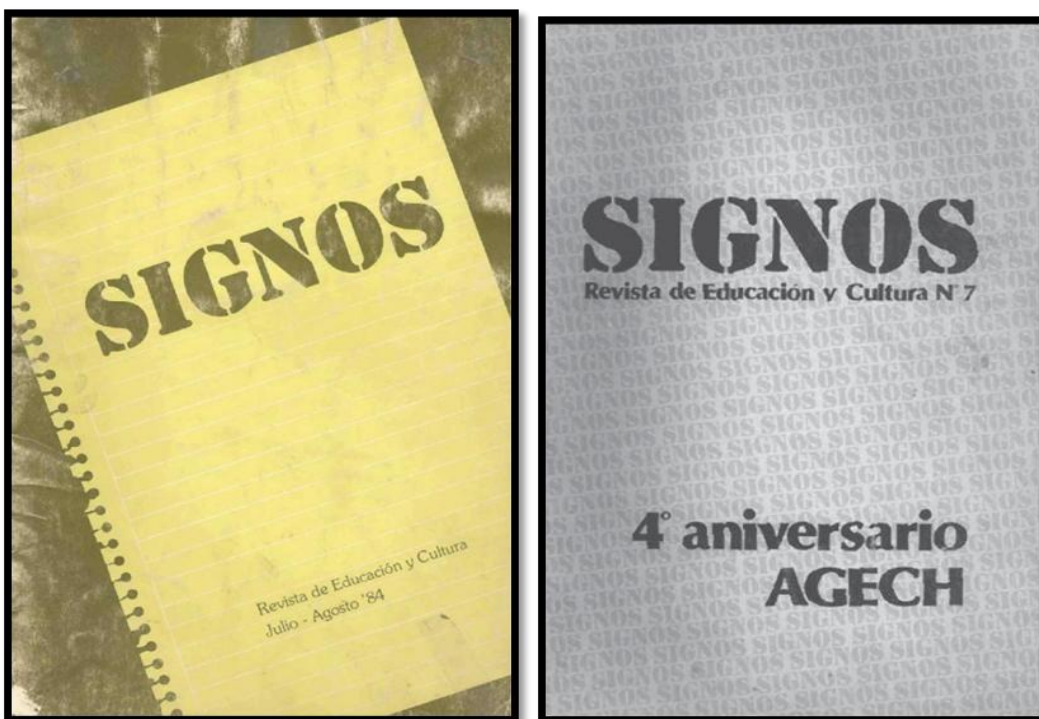 SIGNOS
Revista de Educación y Cultura
Julio - Agosto '84
SIGNOS
Revista de Educación y Cultura N° 7
4° aniversario
AGECH